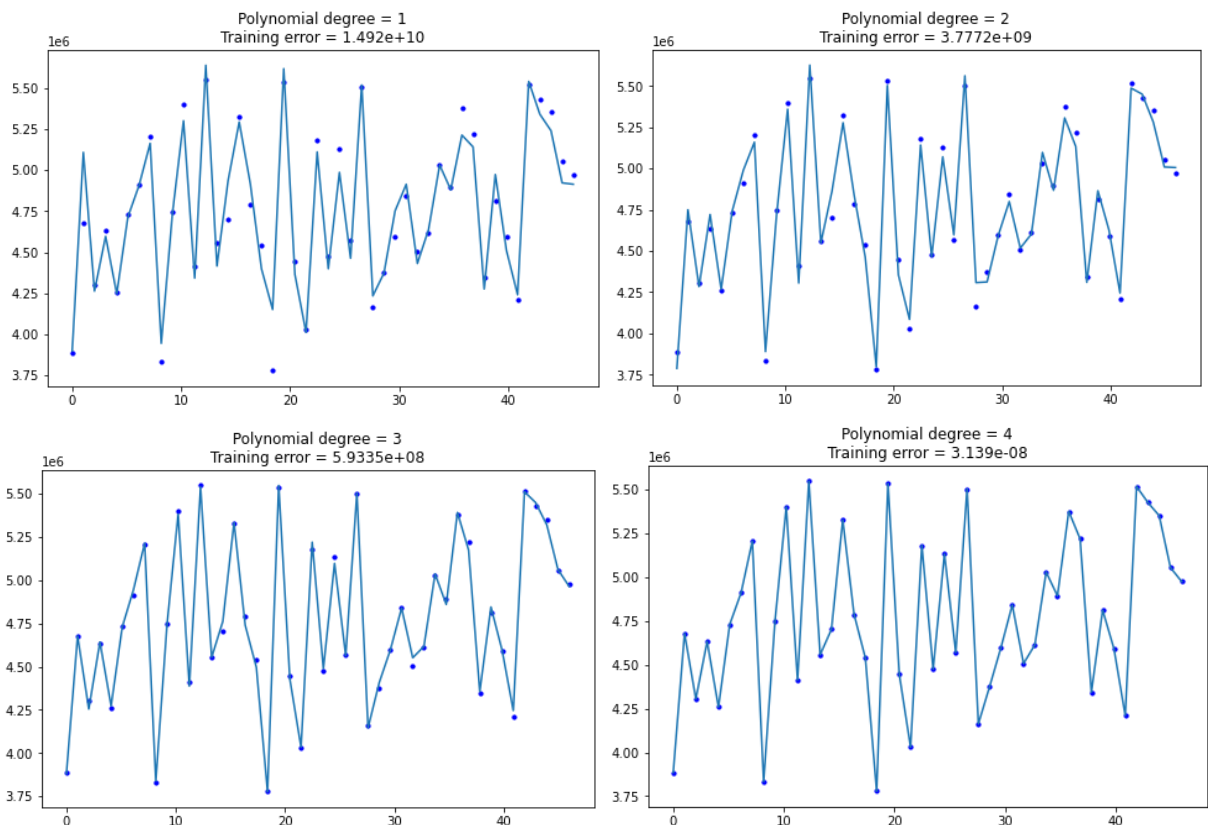 Polynomial degree = 1
Training error = 1.492e+10
1e6
5.50
5.25
5.00
4.75
4.50
4.25
4.00
3.75
0 10 20 30 40
Polynomial degree = 2
Training error = 3.7772e+09
1e6
5.50
5.25
5.00
4.75
4.50
4.25
4.00
3.75
0 10 20 30 40
Polynomial degree = 3
Training error = 5.9335e+08
1e6
5.50
5.25
5.00
4.75
4.50
4.25
4.00
3.75
0 10 20 30 40
Polynomial degree = 4
Training error = 3.139e-08
1e6
5.50
5.25
5.00
4.75
4.50
4.25
4.00
3.75
0 10 20 30 40